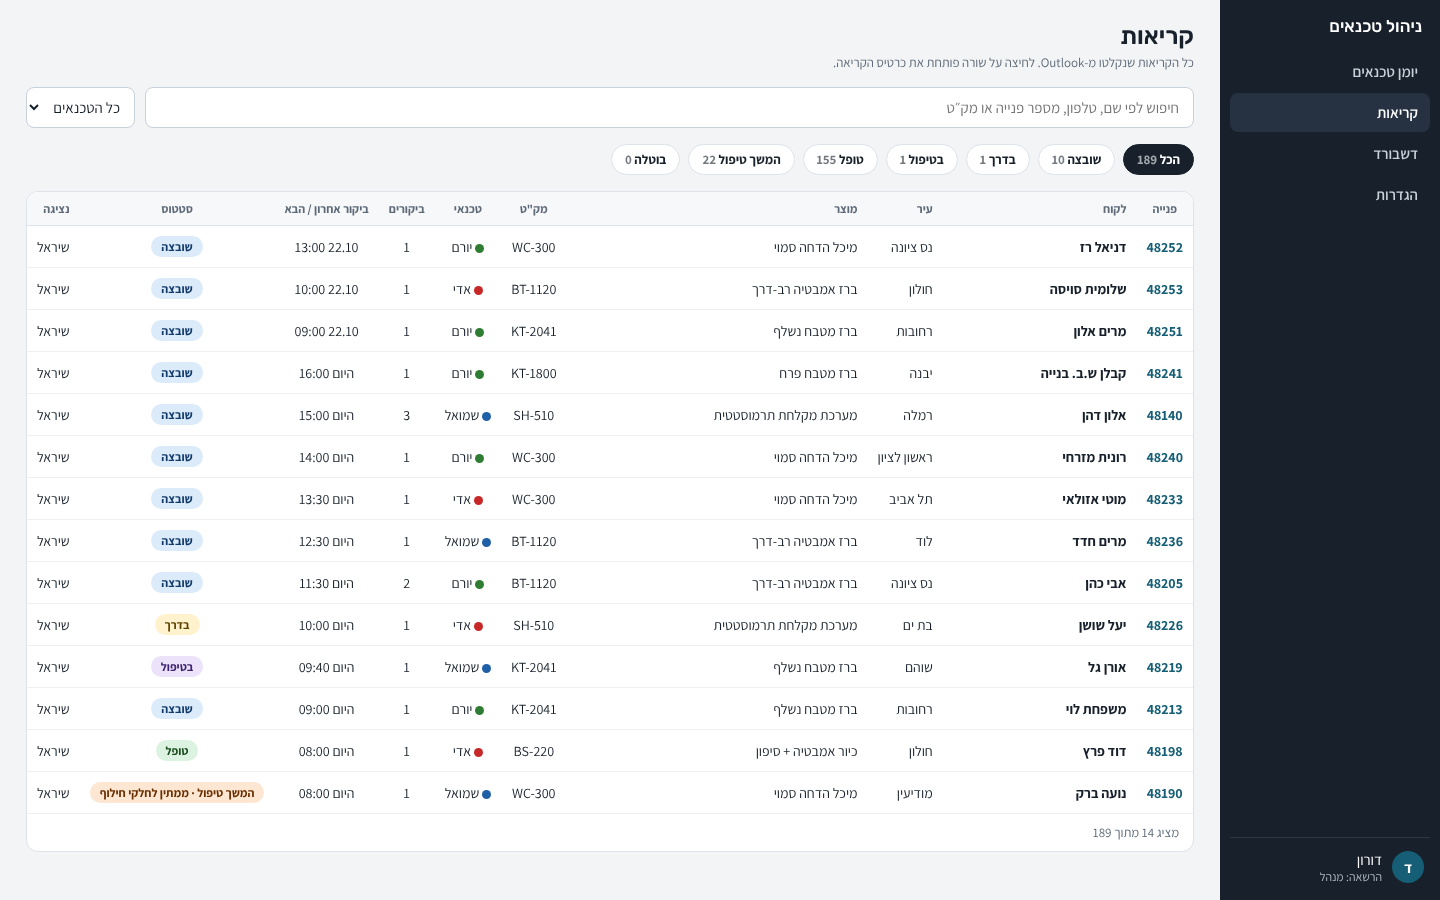 ניהול טכנאים
יומן טכנאים
קריאות
דשבורד
הגדרות
ד
דורון
הרשאה: מנהל
קריאות
כל הקריאות שנקלטו מ-Outlook. לחיצה על שורה פותחת את כרטיס הקריאה.
חיפוש לפי שם, טלפון, מספר פנייה או מק״ט
כל הטכנאים
הכל 189 שובצה 10 בדרך 1 בטיפול 1 טופל 155 המשך טיפול 22 בוטלה 0
פנייה לקוח עיר מוצר מק"ט טכנאי ביקורים ביקור אחרון / הבא סטטוס נציגה
48252 דניאל רז נס ציונה מיכל הדחה סמוי WC-300 יורם 1 22.10 13:00 שובצה שיראל
48253 שלומית סויסה חולון ברז אמבטיה רב-דרך BT-1120 אדי 1 22.10 10:00 שובצה שיראל
48251 מרים אלון רחובות ברז מטבח נשלף KT-2041 יורם 1 22.10 09:00 שובצה שיראל
48241 קבלן ש.ב. בנייה יבנה ברז מטבח פרח KT-1800 יורם 1 היום 16:00 שובצה שיראל
48140 אלון דהן רמלה מערכת מקלחת תרמוסטטית SH-510 שמואל 3 היום 15:00 שובצה שיראל
48240 רונית מזרחי ראשון לציון מיכל הדחה סמוי WC-300 יורם 1 היום 14:00 שובצה שיראל
48233 מוטי אזולאי תל אביב מיכל הדחה סמוי WC-300 אדי 1 היום 13:30 שובצה שיראל
48236 מרים חדד לוד ברז אמבטיה רב-דרך BT-1120 שמואל 1 היום 12:30 שובצה שיראל
48205 אבי כהן נס ציונה ברז אמבטיה רב-דרך BT-1120 יורם 2 היום 11:30 שובצה שיראל
48226 יעל שושן בת ים מערכת מקלחת תרמוסטטית SH-510 אדי 1 היום 10:00 בדרך שיראל
48219 אורן גל שוהם ברז מטבח נשלף KT-2041 שמואל 1 היום 09:40 בטיפול שיראל
48213 משפחת לוי רחובות ברז מטבח נשלף KT-2041 יורם 1 היום 09:00 שובצה שיראל
48198 דוד פרץ חולון כיור אמבטיה + סיפון BS-220 אדי 1 היום 08:00 טופל שיראל
48190 נועה ברק מודיעין מיכל הדחה סמוי WC-300 שמואל 1 היום 08:00 המשך טיפול · ממתין לחלקי חילוף שיראל
מציג 14 מתוך 189